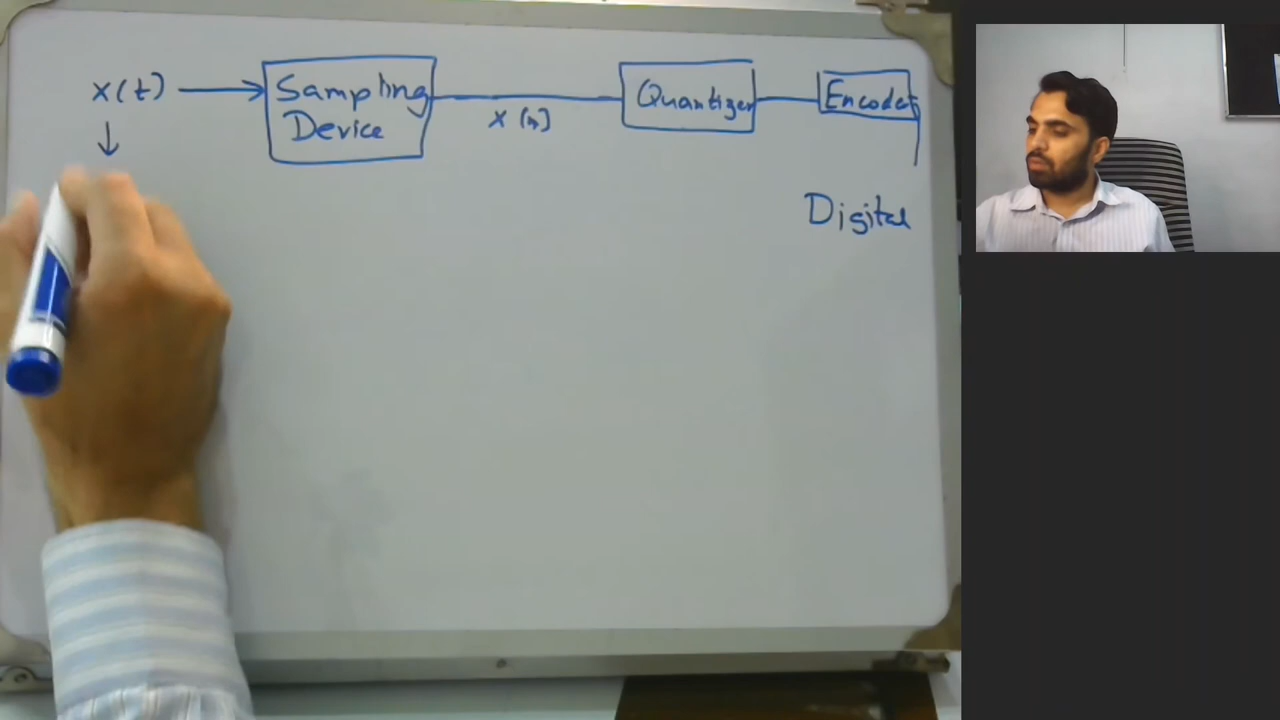 x(t)
Sampling
Device
x(n)
Quantizer
Encoder
Digital